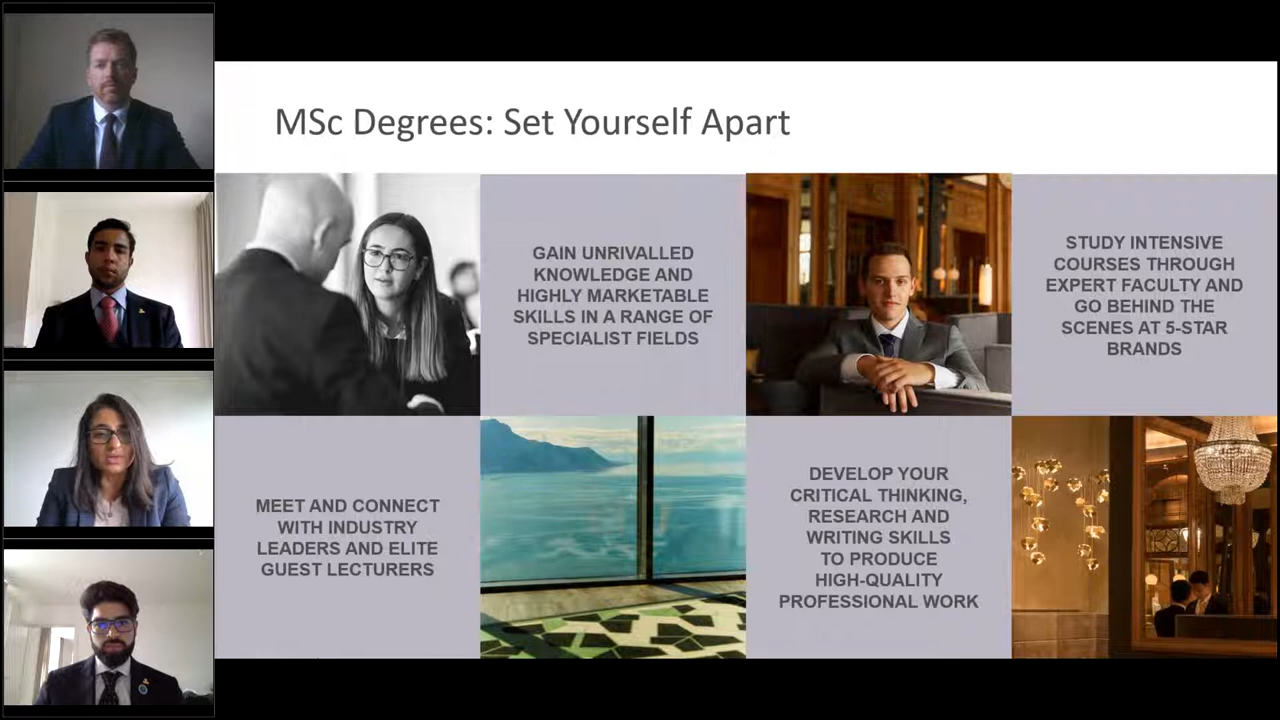 MSc Degrees: Set Yourself Apart
GAIN UNRIVALLED
KNOWLEDGE AND
HIGHLY MARKETABLE
SKILLS IN A RANGE OF
SPECIALIST FIELDS
STUDY INTENSIVE
COURSES THROUGH
EXPERT FACULTY AND
GO BEHIND THE
SCENES AT 5-STAR
BRANDS
MEET AND CONNECT
WITH INDUSTRY
LEADERS AND ELITE
GUEST LECTURERS
DEVELOP YOUR
CRITICAL THINKING,
RESEARCH AND
WRITING SKILLS
TO PRODUCE
HIGH-QUALITY
PROFESSIONAL WORK